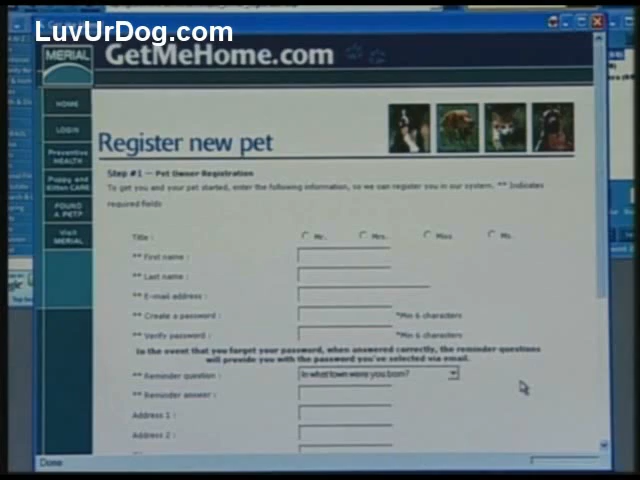 LuvUrDog.com
MERIAL
GetMeHome.com
HOME
LOGIN
Preventive
HEALTH
Puppy and
Kitten CARE
FOUND
A PET?
Visit
MERIAL
Register new pet
Step #1 — Pet Owner Registration
To get you and your pet started, enter the following information, so we can register you in our system. ** Indicates
required fields
Title : Mr. Mrs. Miss Ms.
** First name :
** Last name :
** E-mail address :
** Create a password : *Min 6 characters
** Verify password : *Min 6 characters
In the event that you forget your password, when answered correctly, the reminder questions
will provide you with the password you've selected via email.
** Reminder question : In what town were you born?
** Reminder answer :
Address 1 :
Address 2 :
Done